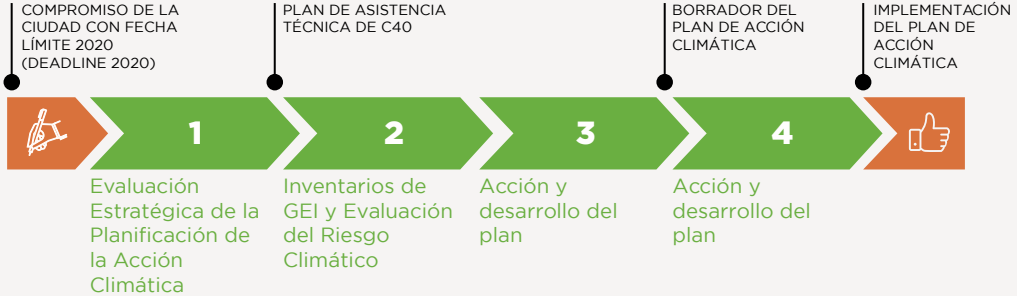 COMPROMISO DE LA
CIUDAD CON FECHA
LÍMITE 2020
(DEADLINE 2020)
PLAN DE ASISTENCIA
TÉCNICA DE C40
BORRADOR DEL
PLAN DE ACCIÓN
CLIMÁTICA
IMPLEMENTACIÓN
DEL PLAN DE
ACCIÓN
CLIMÁTICA
1
2
3
4
Evaluación
Estratégica de la
Planificación de
la Acción
Climática
Inventarios de
GEI y Evaluación
del Riesgo
Climático
Acción y
desarrollo del
plan
Acción y
desarrollo del
plan